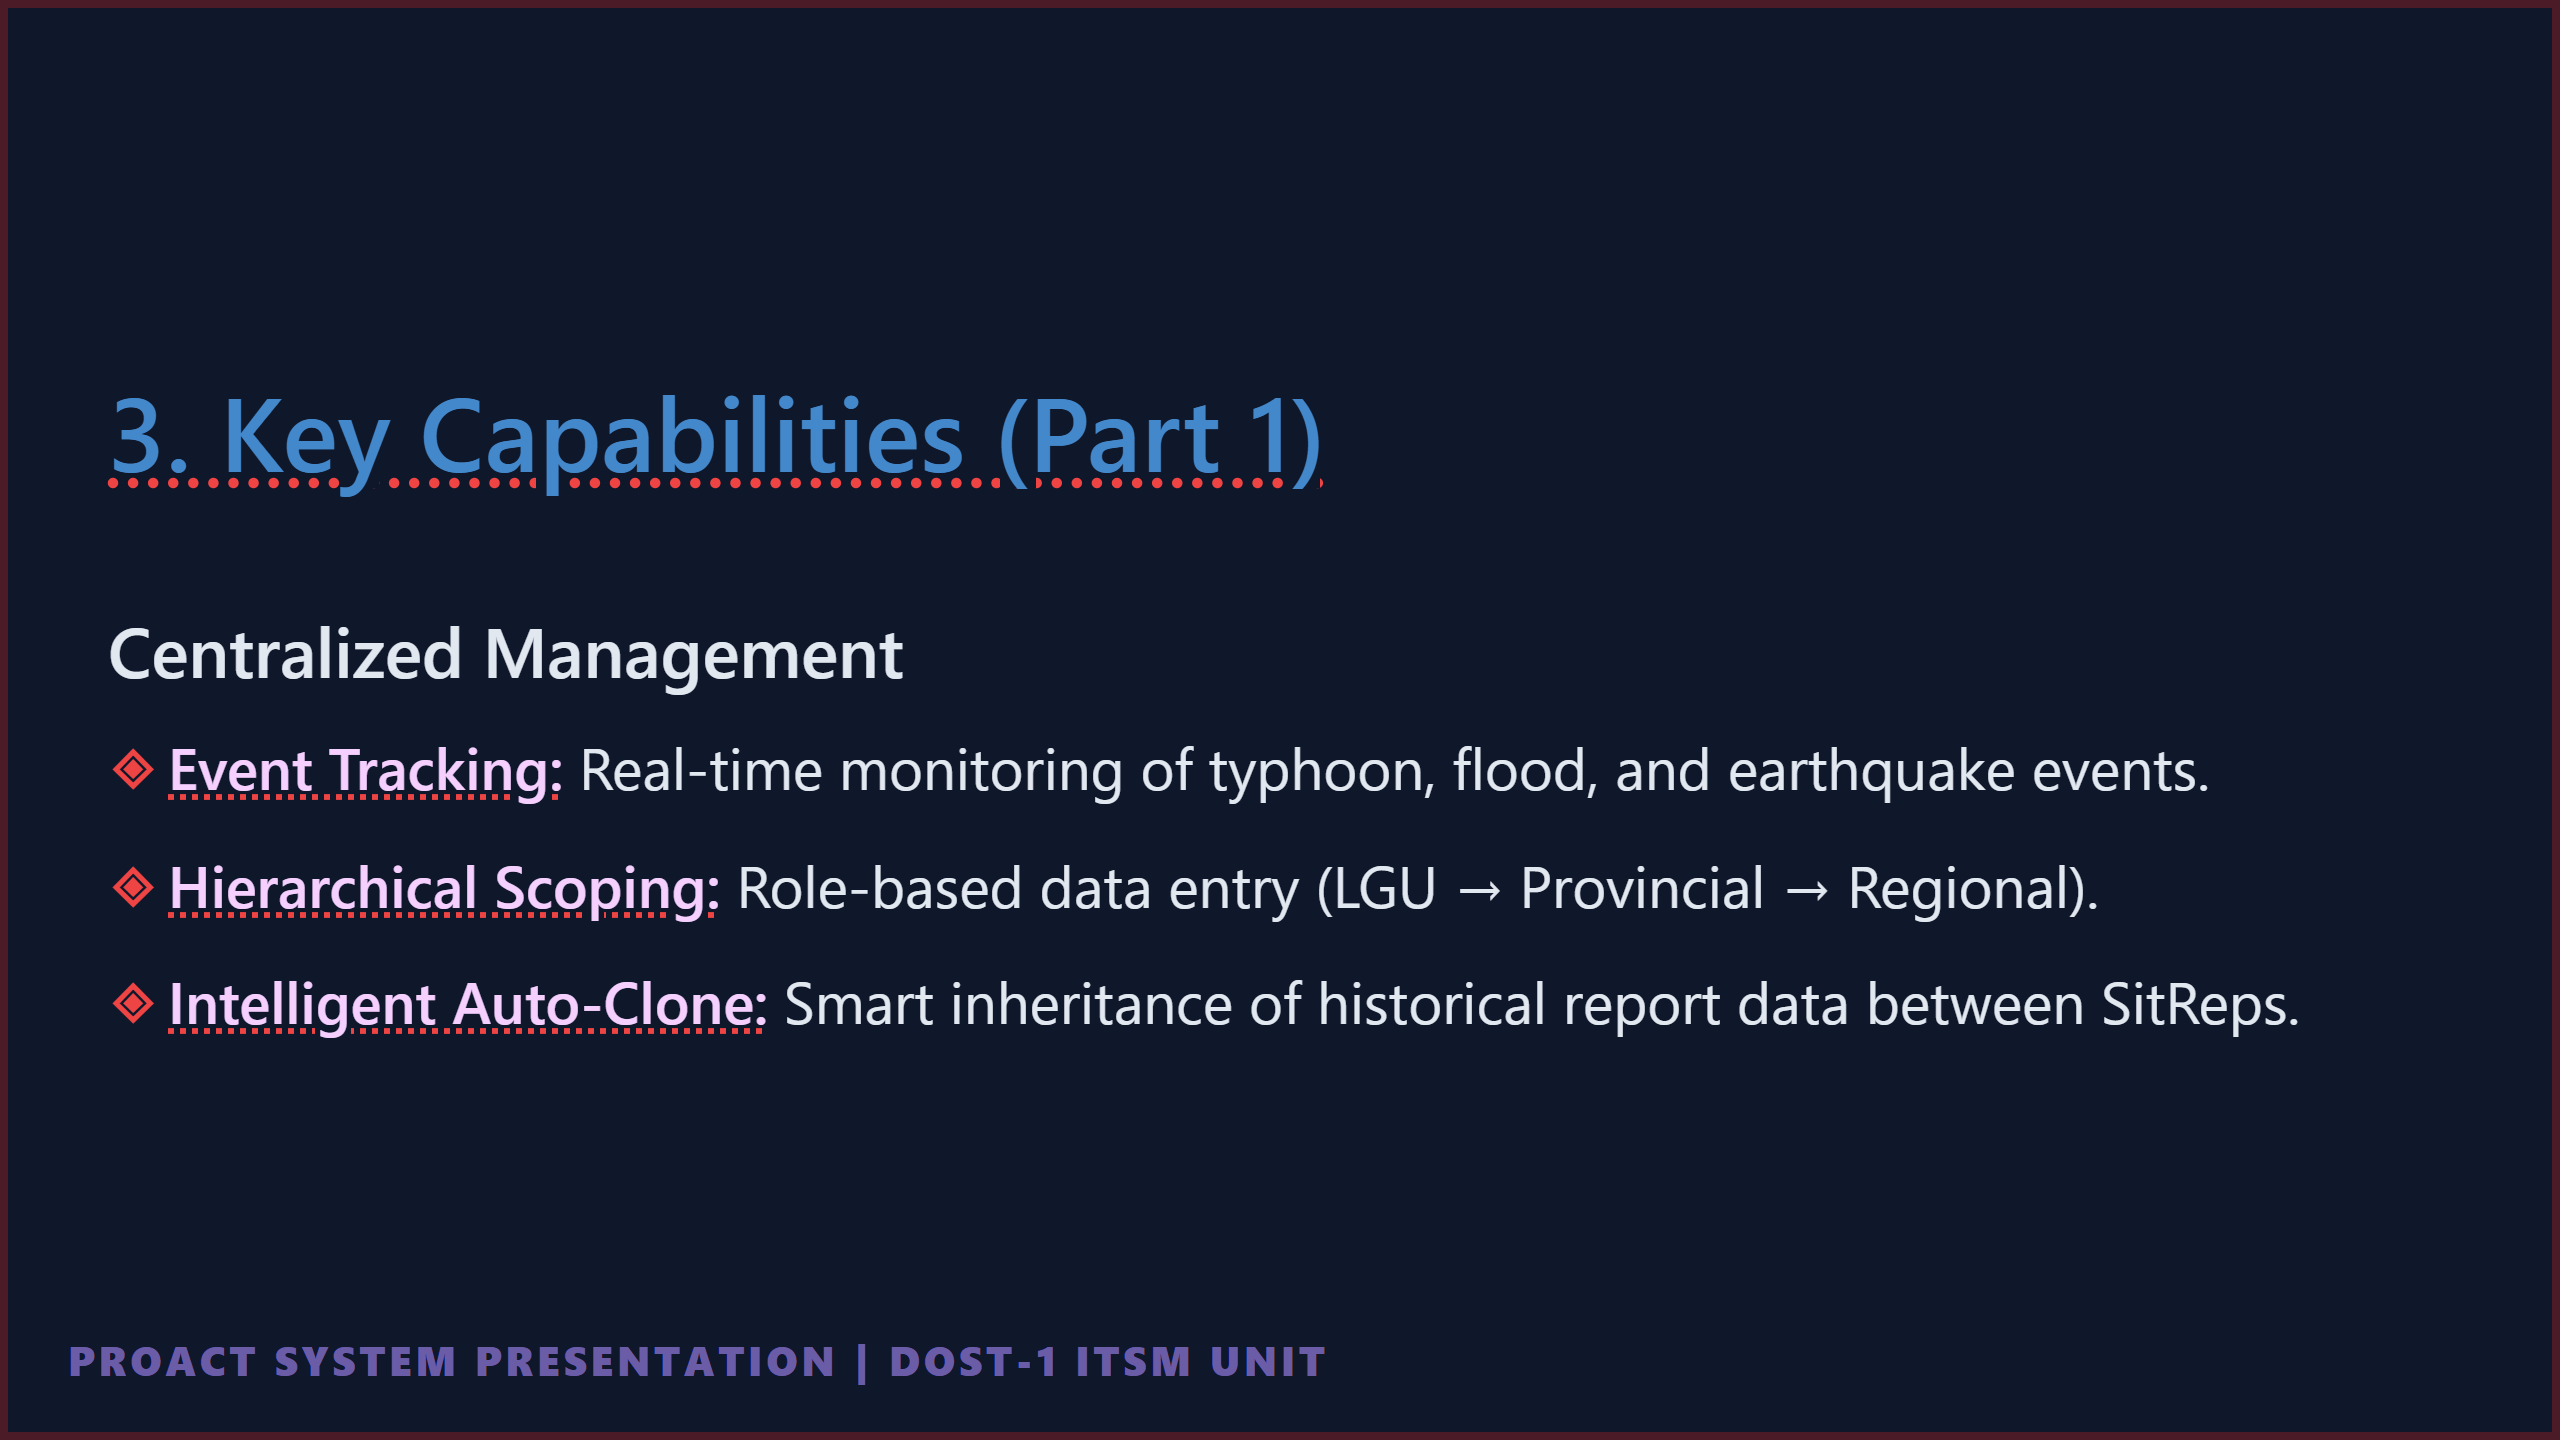 3. Key Capabilities (Part 1)
Centralized Management
Event Tracking: Real-time monitoring of typhoon, flood, and earthquake events.
Hierarchical Scoping: Role-based data entry (LGU → Provincial → Regional).
Intelligent Auto-Clone: Smart inheritance of historical report data between SitReps.
PROACT SYSTEM PRESENTATION | DOST-1 ITSM UNIT